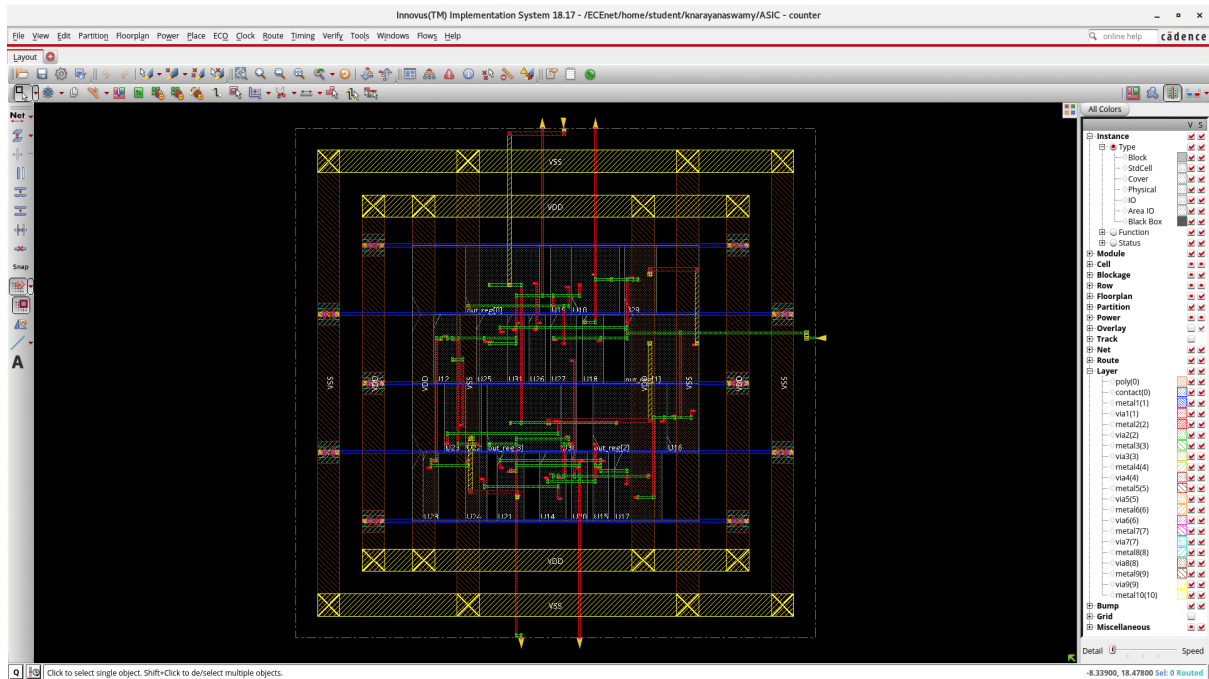 Innovus(TM) Implementation System 18.17 - /ECEnet/home/student/knarayanaswamy/ASIC - counter
File View Edit Partition Floorplan Power Place ECO Clock Route Timing Verify Tools Windows Flows Help
online help cādence
Layout
All Colors
Net
V S
Instance
Type
Block
StdCell
Cover
Physical
IO
Area IO
Black Box
Function
Status
Module
Cell
Blockage
Row
Floorplan
Partition
Power
Overlay
Track
Net
Route
Layer
poly(0)
contact(0)
metal1(1)
via1(1)
metal2(2)
via2(2)
metal3(3)
via3(3)
metal4(4)
via4(4)
metal5(5)
via5(5)
metal6(6)
via6(6)
metal7(7)
via7(7)
metal8(8)
via8(8)
metal9(9)
via9(9)
metal10(10)
Bump
Grid
Miscellaneous
Snap
A
VSS
VDD
out_reg[0] U19 U10 U29
U12 U25 U31 U26 U27 U18
VSS VDD VDD VSS VDD VSS VDD VSS
out_reg[3] out_reg[2] U16
U24 U21 U14 U20 U15 U17
VDD
VSS
Detail Speed
Q Click to select single object. Shift+Click to de/select multiple objects.
-8.33900, 18.47800 Sel: 0 Routed